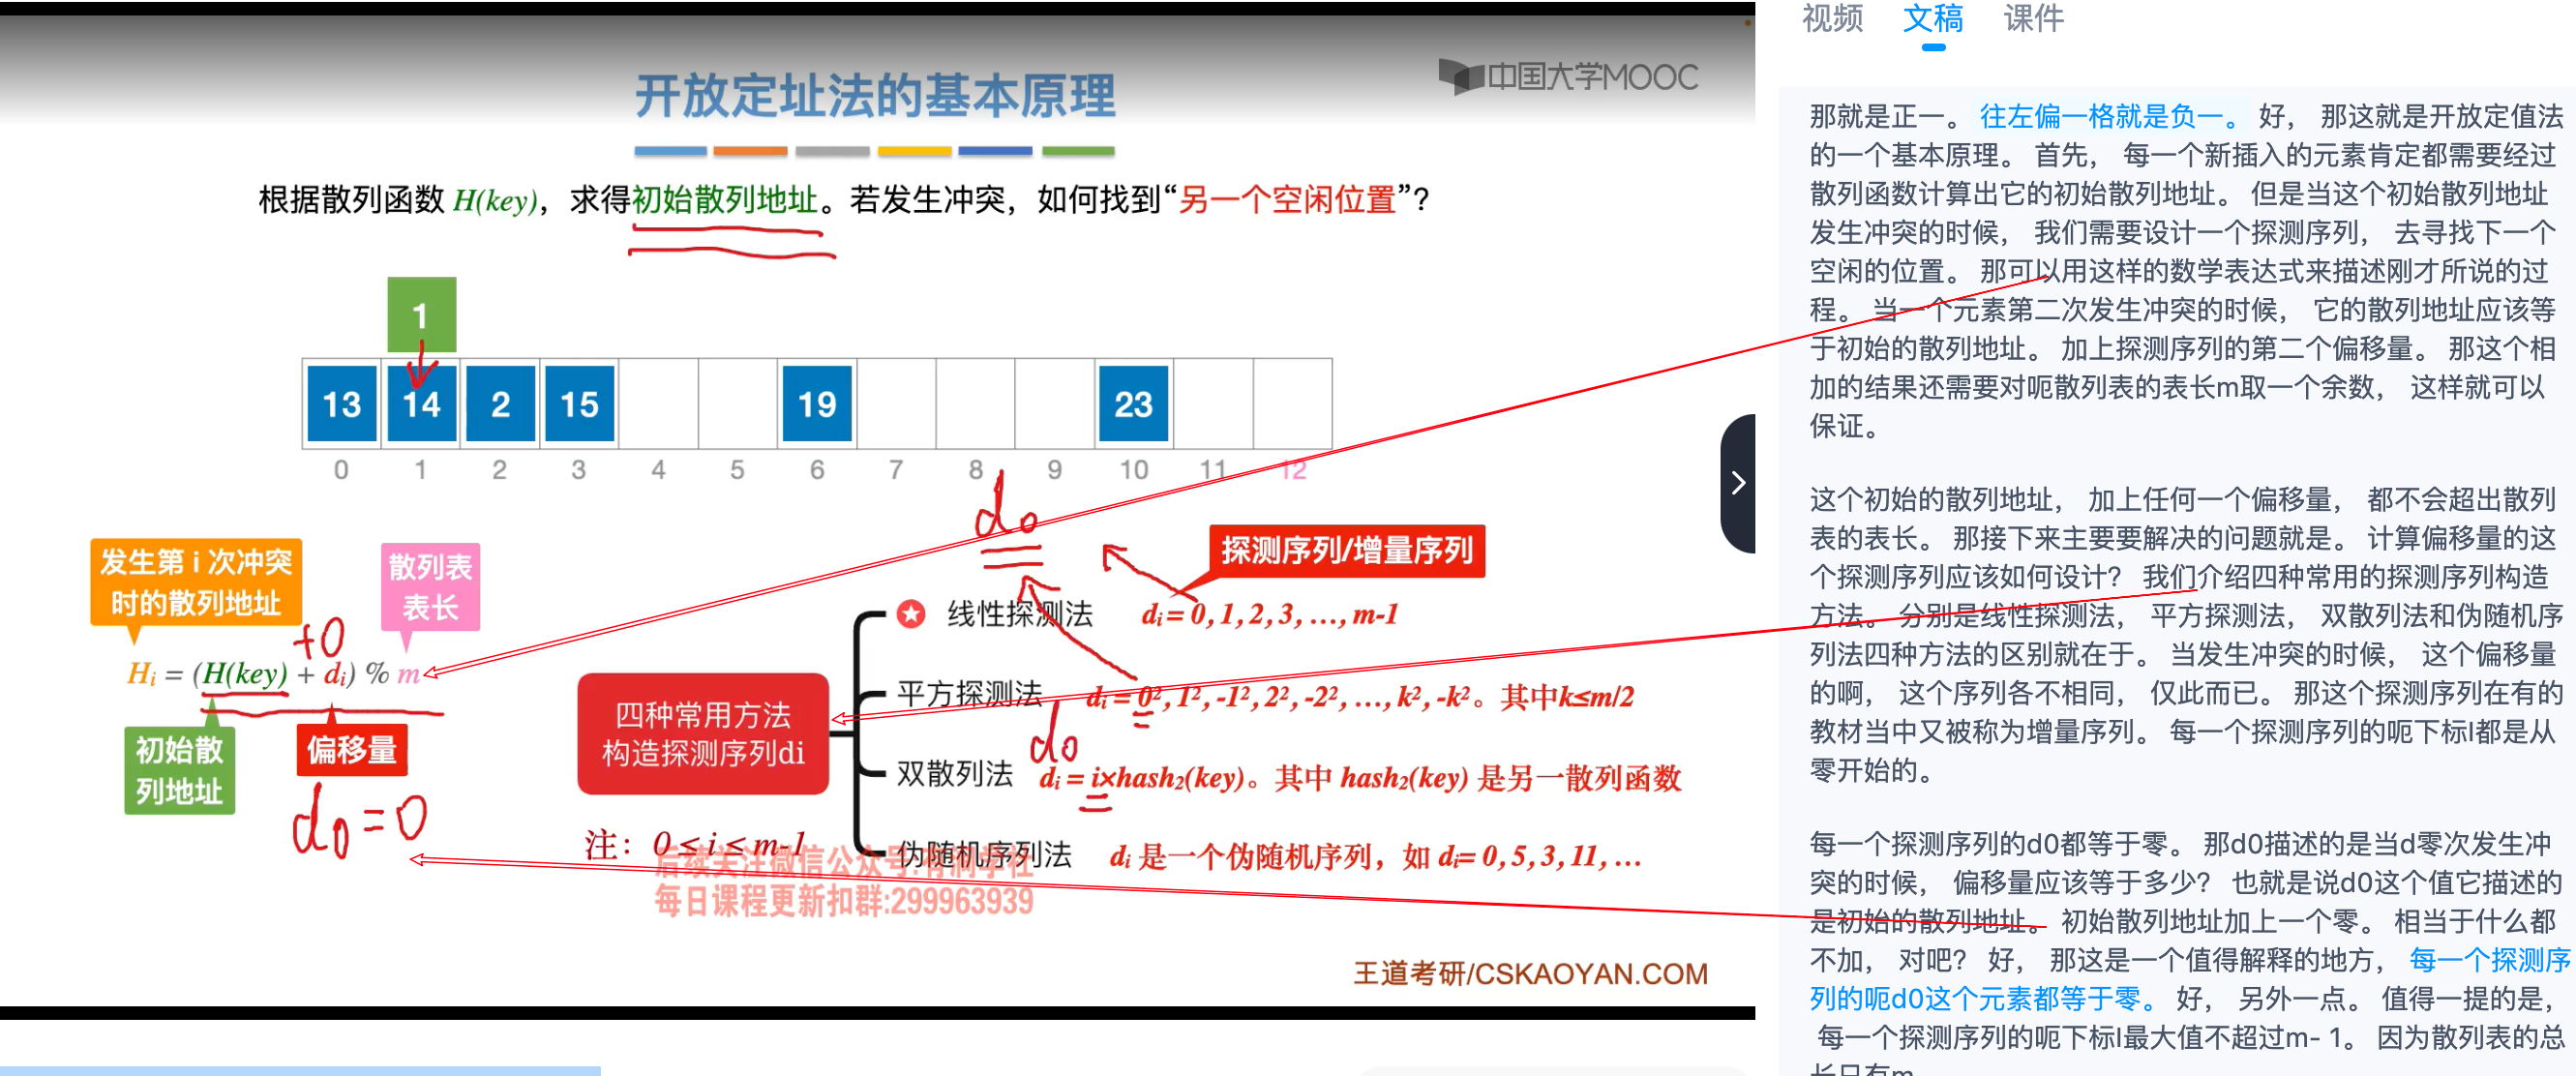 开放定址法的基本原理
中国大学MOOC
根据散列函数 H(key)，求得初始散列地址。若发生冲突，如何找到“另一个空闲位置”？
1
13 14 2 15 19 23
0 1 2 3 4 5 6 7 8 9 10 11 12
d0
发生第 i 次冲突
时的散列地址
散列表
表长
+0
Hi = (H(key) + di) % m
初始散
列地址
偏移量
d0=0
探测序列/增量序列
四种常用方法
构造探测序列di
线性探测法 di = 0, 1, 2, 3, …, m-1
平方探测法 di = 0², 1², -1², 2², -2², …, k², -k²。其中k≤m/2
d0
双散列法 di = i×hash2(key)。其中 hash2(key) 是另一散列函数
伪随机序列法 di 是一个伪随机序列，如 di= 0, 5, 3, 11, …
注：0 ≤ i ≤ m-1
后续关注微信公众号:有润学社
每日课程更新扣群:299963939
王道考研/CSKAOYAN.COM
视频 文稿 课件
那就是正一。 往左偏一格就是负一。 好， 那这就是开放定值法
的一个基本原理。 首先， 每一个新插入的元素肯定都需要经过
散列函数计算出它的初始散列地址。 但是当这个初始散列地址
发生冲突的时候， 我们需要设计一个探测序列， 去寻找下一个
空闲的位置。 那可以用这样的数学表达式来描述刚才所说的过
程。 当一个元素第二次发生冲突的时候， 它的散列地址应该等
于初始的散列地址。 加上探测序列的第二个偏移量。 那这个相
加的结果还需要对呃散列表的表长m取一个余数， 这样就可以
保证。
这个初始的散列地址， 加上任何一个偏移量， 都不会超出散列
表的表长。 那接下来主要要解决的问题就是。 计算偏移量的这
个探测序列应该如何设计？ 我们介绍四种常用的探测序列构造
方法。 分别是线性探测法， 平方探测法， 双散列法和伪随机序
列法四种方法的区别就在于。 当发生冲突的时候， 这个偏移量
的啊， 这个序列各不相同， 仅此而已。 那这个探测序列在有的
教材当中又被称为增量序列。 每一个探测序列的呃下标I都是从
零开始的。
每一个探测序列的d0都等于零。 那d0描述的是当d零次发生冲
突的时候， 偏移量应该等于多少？ 也就是说d0这个值它描述的
是初始的散列地址。 初始散列地址加上一个零。 相当于什么都
不加， 对吧？ 好， 那这是一个值得解释的地方， 每一个探测序
列的呃d0这个元素都等于零。 好， 另外一点。 值得一提的是，
每一个探测序列的呃下标I最大值不超过m- 1。 因为散列表的总
长只有m